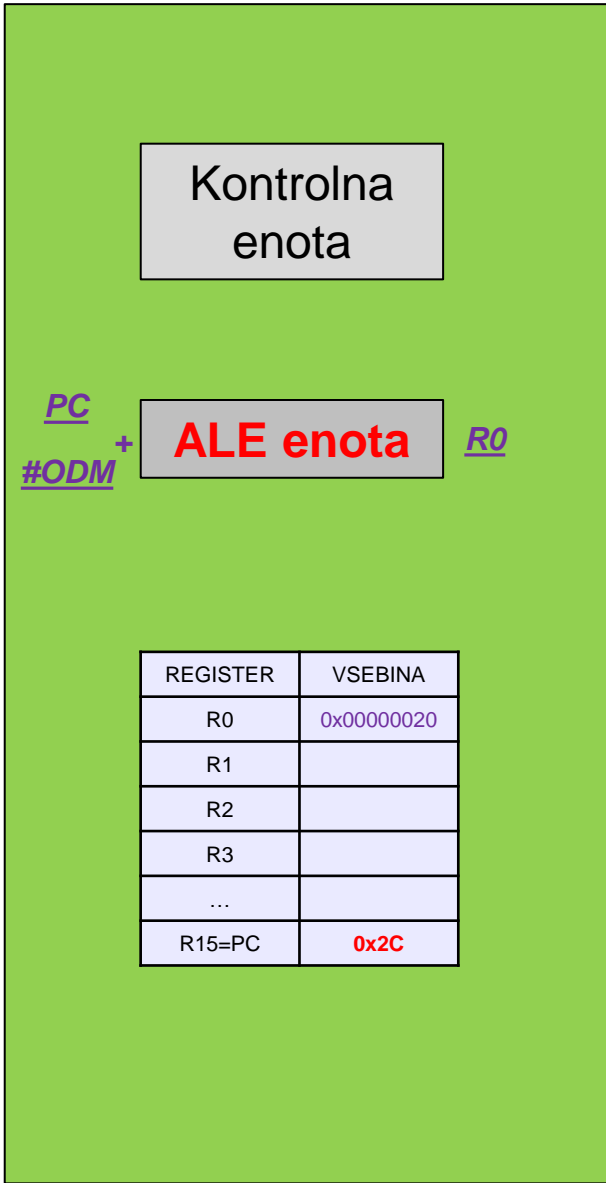 Kontrolna
enota
PC
+
#ODM
ALE enota
R0
REGISTER VSEBINA
R0 0x00000020
R1
R2
R3
…
R15=PC 0x2C